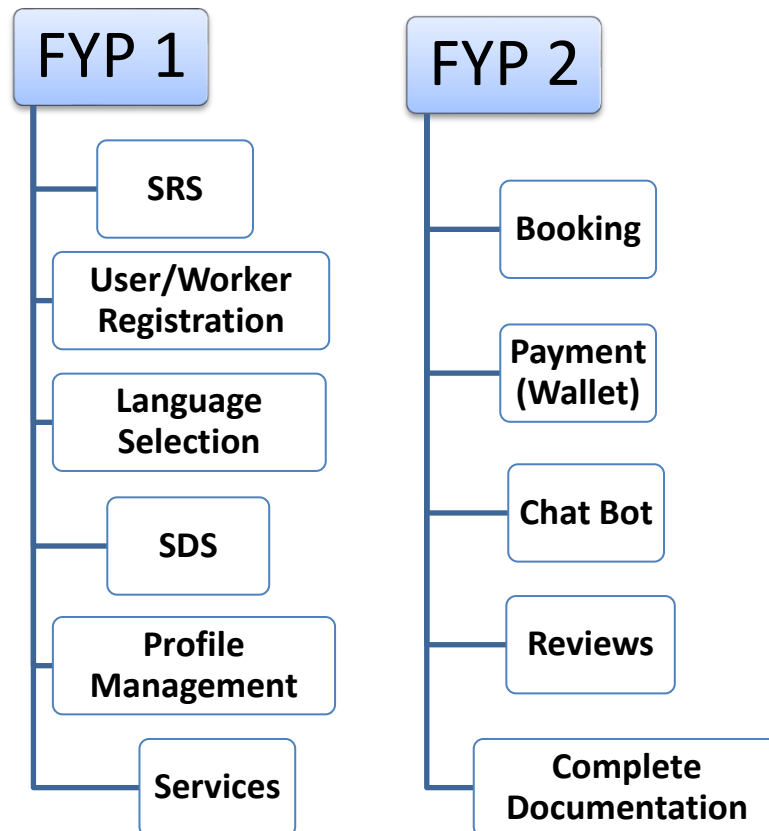 FYP 1
SRS
User/Worker
Registration
Language
Selection
SDS
Profile
Management
Services
FYP 2
Booking
Payment
(Wallet)
Chat Bot
Reviews
Complete
Documentation